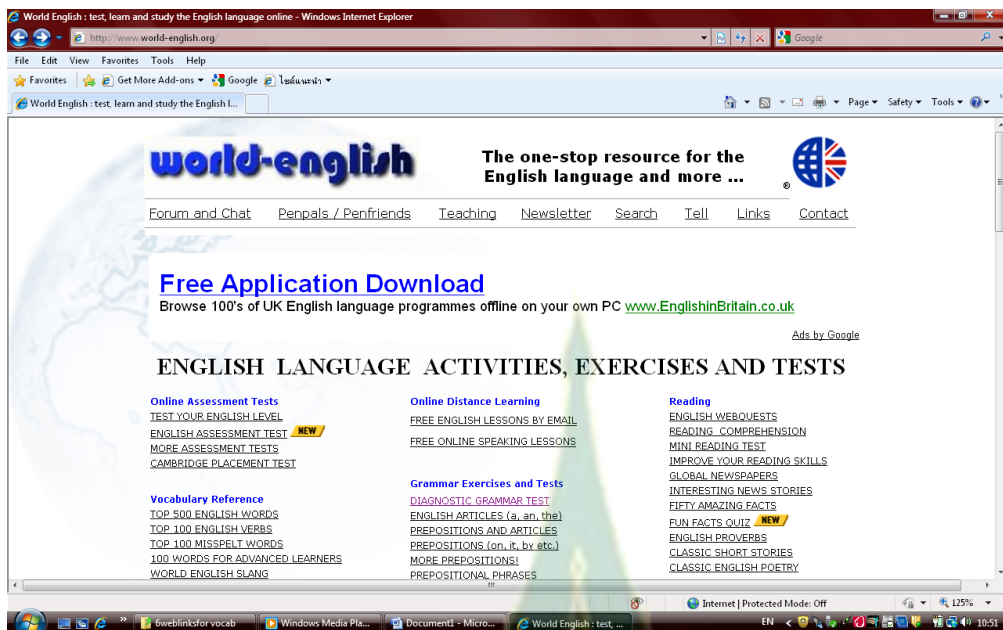 World English : test, learn and study the English language online - Windows Internet Explorer
http://www.world-english.org/
Google
File Edit View Favorites Tools Help
Favorites Get More Add-ons Google ไซต์แนะนำ
World English : test, learn and study the English l... Page Safety Tools
world-english
The one-stop resource for the
English language and more ...
®
Forum and Chat Penpals / Penfriends Teaching Newsletter Search Tell Links Contact
Free Application Download
Browse 100's of UK English language programmes offline on your own PC www.EnglishinBritain.co.uk
Ads by Google
ENGLISH LANGUAGE ACTIVITIES, EXERCISES AND TESTS
Online Assessment Tests
TEST YOUR ENGLISH LEVEL
ENGLISH ASSESSMENT TEST NEW
MORE ASSESSMENT TESTS
CAMBRIDGE PLACEMENT TEST
Vocabulary Reference
TOP 500 ENGLISH WORDS
TOP 100 ENGLISH VERBS
TOP 100 MISSPELT WORDS
100 WORDS FOR ADVANCED LEARNERS
WORLD ENGLISH SLANG
Online Distance Learning
FREE ENGLISH LESSONS BY EMAIL
FREE ONLINE SPEAKING LESSONS
Grammar Exercises and Tests
DIAGNOSTIC GRAMMAR TEST
ENGLISH ARTICLES (a, an, the)
PREPOSITIONS AND ARTICLES
PREPOSITIONS (on, it, by etc.)
MORE PREPOSITIONS!
PREPOSITIONAL PHRASES
Reading
ENGLISH WEBQUESTS
READING COMPREHENSION
MINI READING TEST
IMPROVE YOUR READING SKILLS
GLOBAL NEWSPAPERS
INTERESTING NEWS STORIES
FIFTY AMAZING FACTS
FUN FACTS QUIZ NEW
ENGLISH PROVERBS
CLASSIC SHORT STORIES
CLASSIC ENGLISH POETRY
Internet | Protected Mode: Off 125%
6weblinksfor vocab Windows Media Pla... Document1 - Micro... World English : test, ... EN 10:51